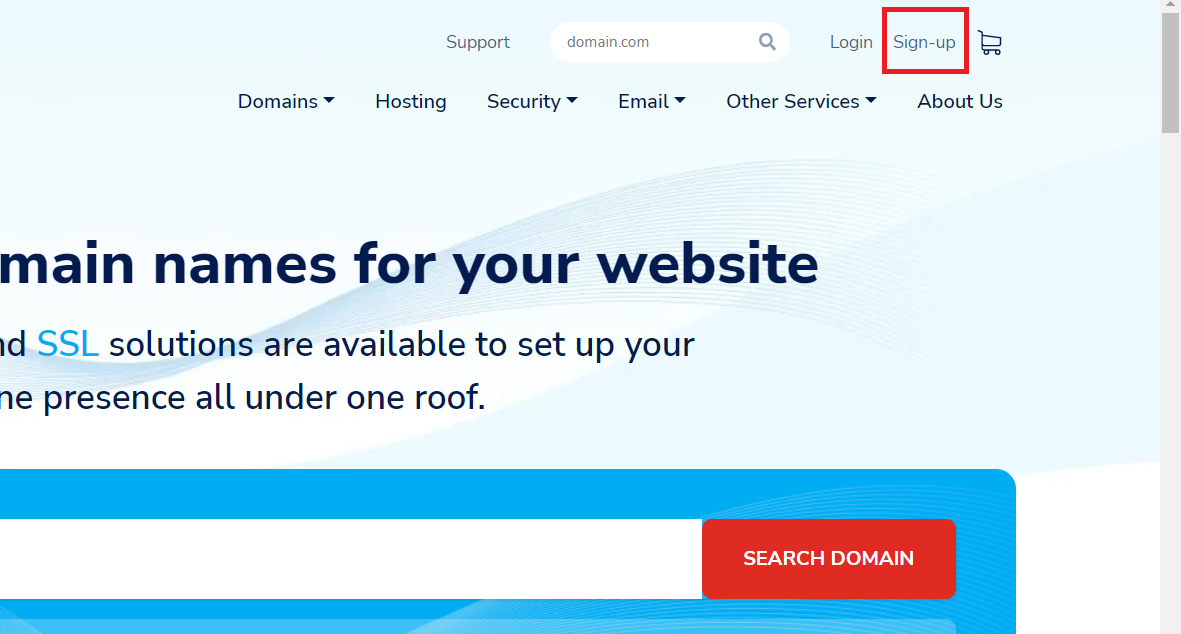 Support domain.com Login Sign-up
Domains Hosting Security Email Other Services About Us
main names for your website
nd SSL solutions are available to set up your
ne presence all under one roof.
SEARCH DOMAIN